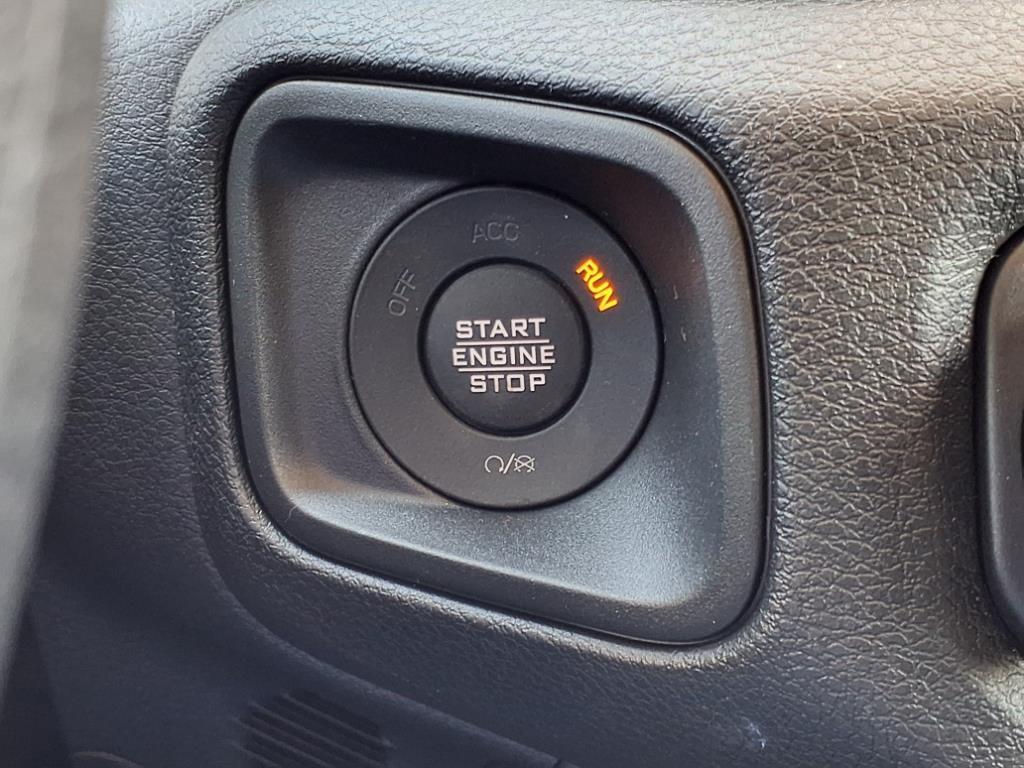 ACC
OFF
RUN
START
ENGINE
STOP